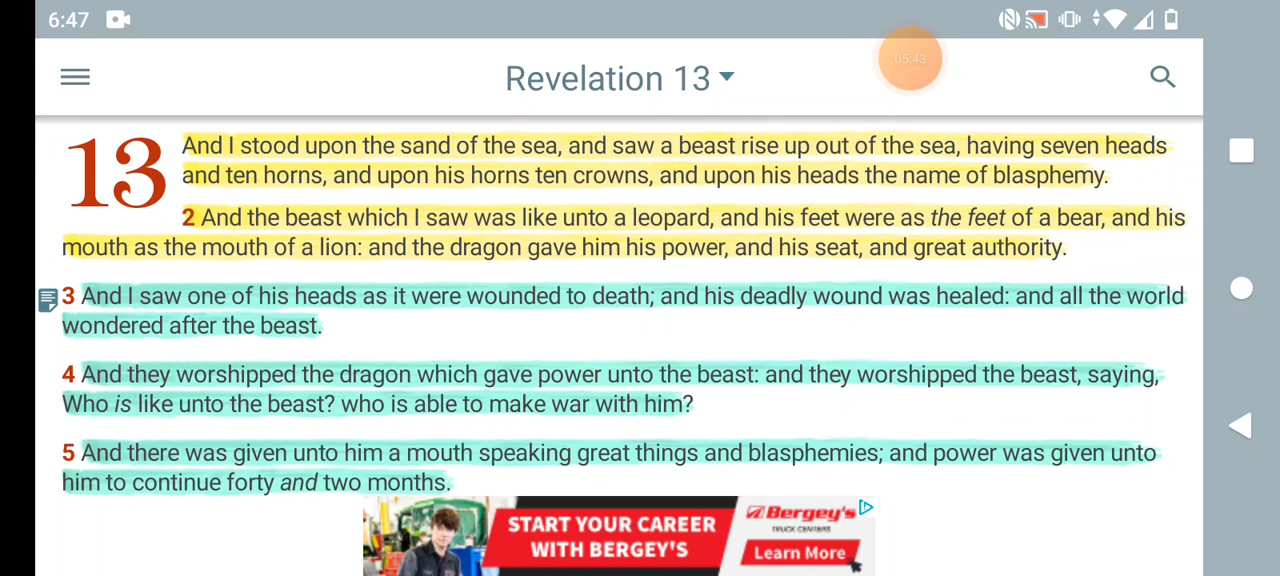 6:47
05:43
Revelation 13
13 And I stood upon the sand of the sea, and saw a beast rise up out of the sea, having seven heads
and ten horns, and upon his horns ten crowns, and upon his heads the name of blasphemy.
2 And the beast which I saw was like unto a leopard, and his feet were as the feet of a bear, and his
mouth as the mouth of a lion: and the dragon gave him his power, and his seat, and great authority.
3 And I saw one of his heads as it were wounded to death; and his deadly wound was healed: and all the world
wondered after the beast.
4 And they worshipped the dragon which gave power unto the beast: and they worshipped the beast, saying,
Who is like unto the beast? who is able to make war with him?
5 And there was given unto him a mouth speaking great things and blasphemies; and power was given unto
him to continue forty and two months.
START YOUR CAREER
WITH BERGEY'S
Bergey's
TRUCK CENTERS
Learn More